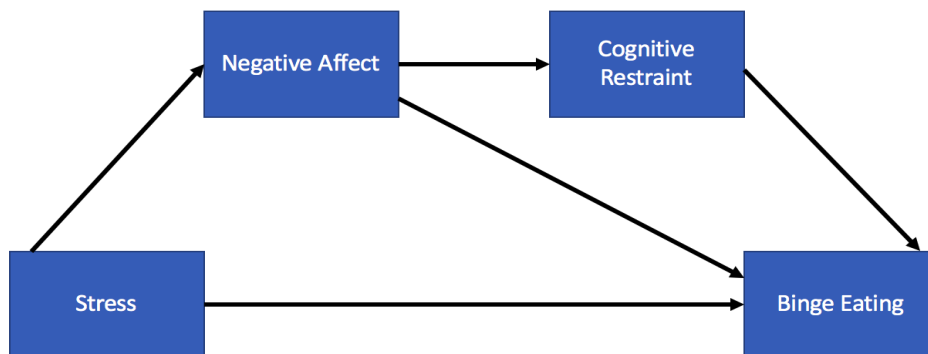 Negative Affect
Cognitive
Restraint
Stress
Binge Eating